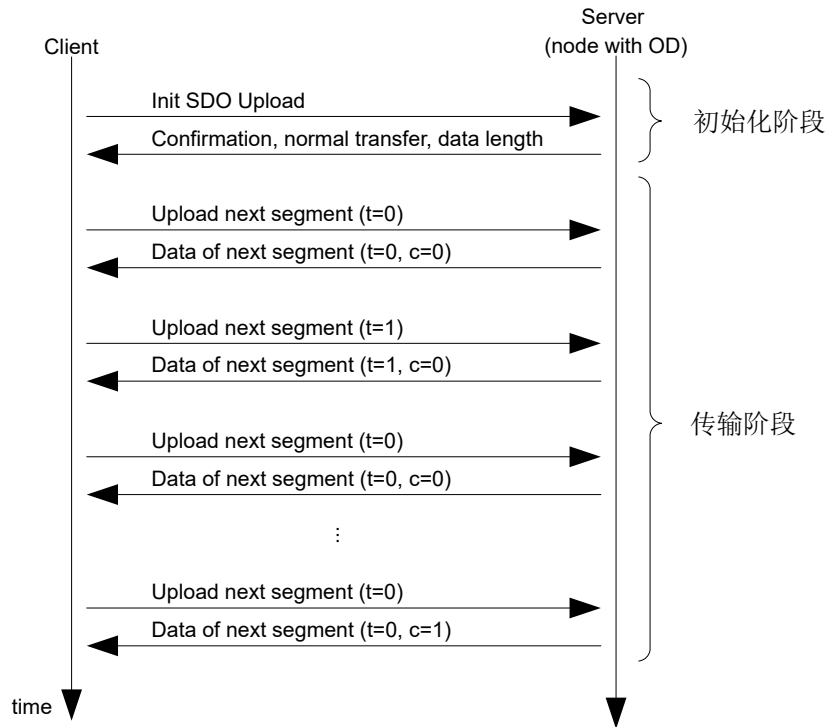 Server
(node with OD)
Client
Init SDO Upload
Confirmation, normal transfer, data length
初始化阶段
Upload next segment (t=0)
Data of next segment (t=0, c=0)
Upload next segment (t=1)
Data of next segment (t=1, c=0)
传输阶段
Upload next segment (t=0)
Data of next segment (t=0, c=0)
⋮
Upload next segment (t=0)
Data of next segment (t=0, c=1)
time